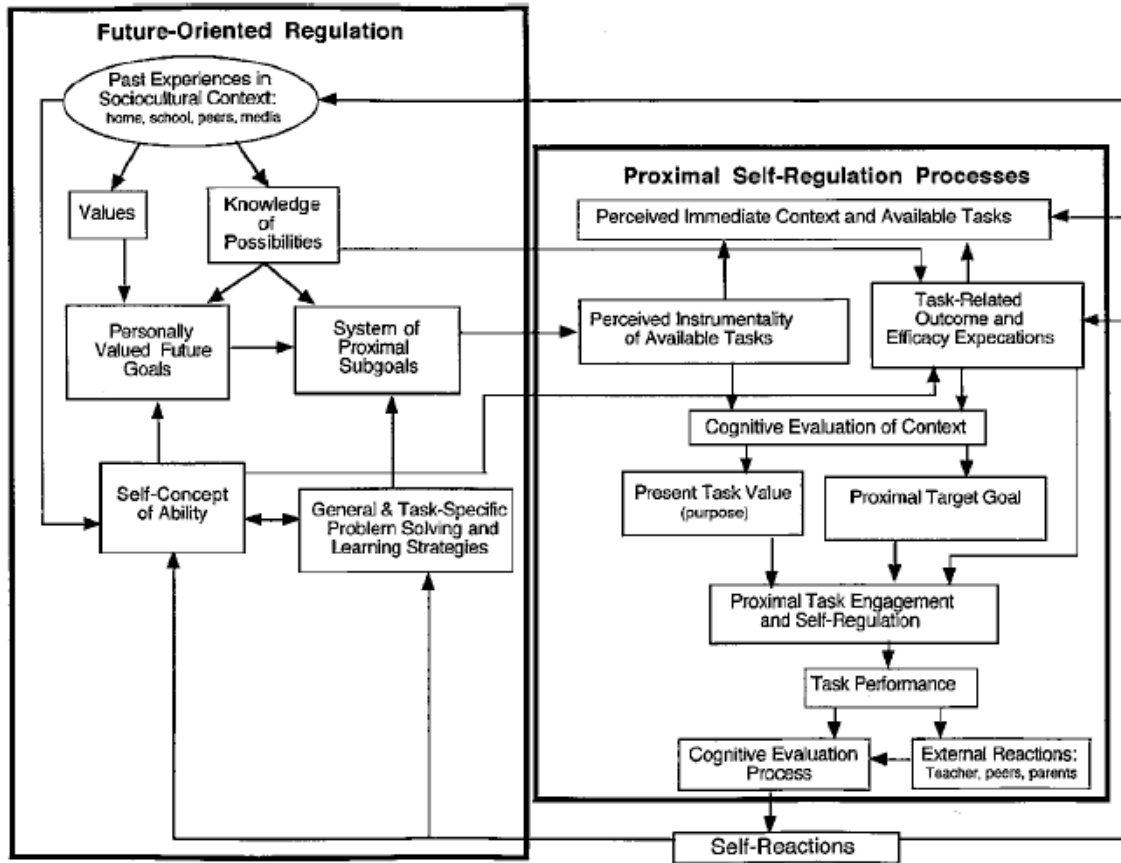 Future-Oriented Regulation
Past Experiences in
Sociocultural Context:
home, school, peers, media
Values
Knowledge
of
Possibilities
Personally
Valued Future
Goals
System of
Proximal
Subgoals
Self-Concept
of Ability
General & Task-Specific
Problem Solving and
Learning Strategies
Proximal Self-Regulation Processes
Perceived Immediate Context and Available Tasks
Perceived Instrumentality
of Available Tasks
Task-Related
Outcome and
Efficacy Expecations
Cognitive Evaluation of Context
Present Task Value
(purpose)
Proximal Target Goal
Proximal Task Engagement
and Self-Regulation
Task Performance
Cognitive Evaluation
Process
External Reactions:
Teacher, peers, parents
Self-Reactions